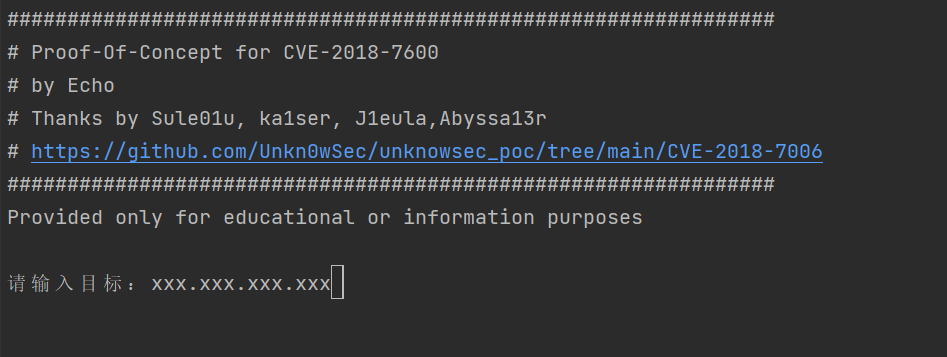 ################################################################
# Proof-Of-Concept for CVE-2018-7600
# by Echo
# Thanks by Sule01u, ka1ser, J1eula,Abyssa13r
# https://github.com/Unkn0wSec/unknowsec_poc/tree/main/CVE-2018-7006
################################################################
Provided only for educational or information purposes
请输入目标：xxx.xxx.xxx.xxx